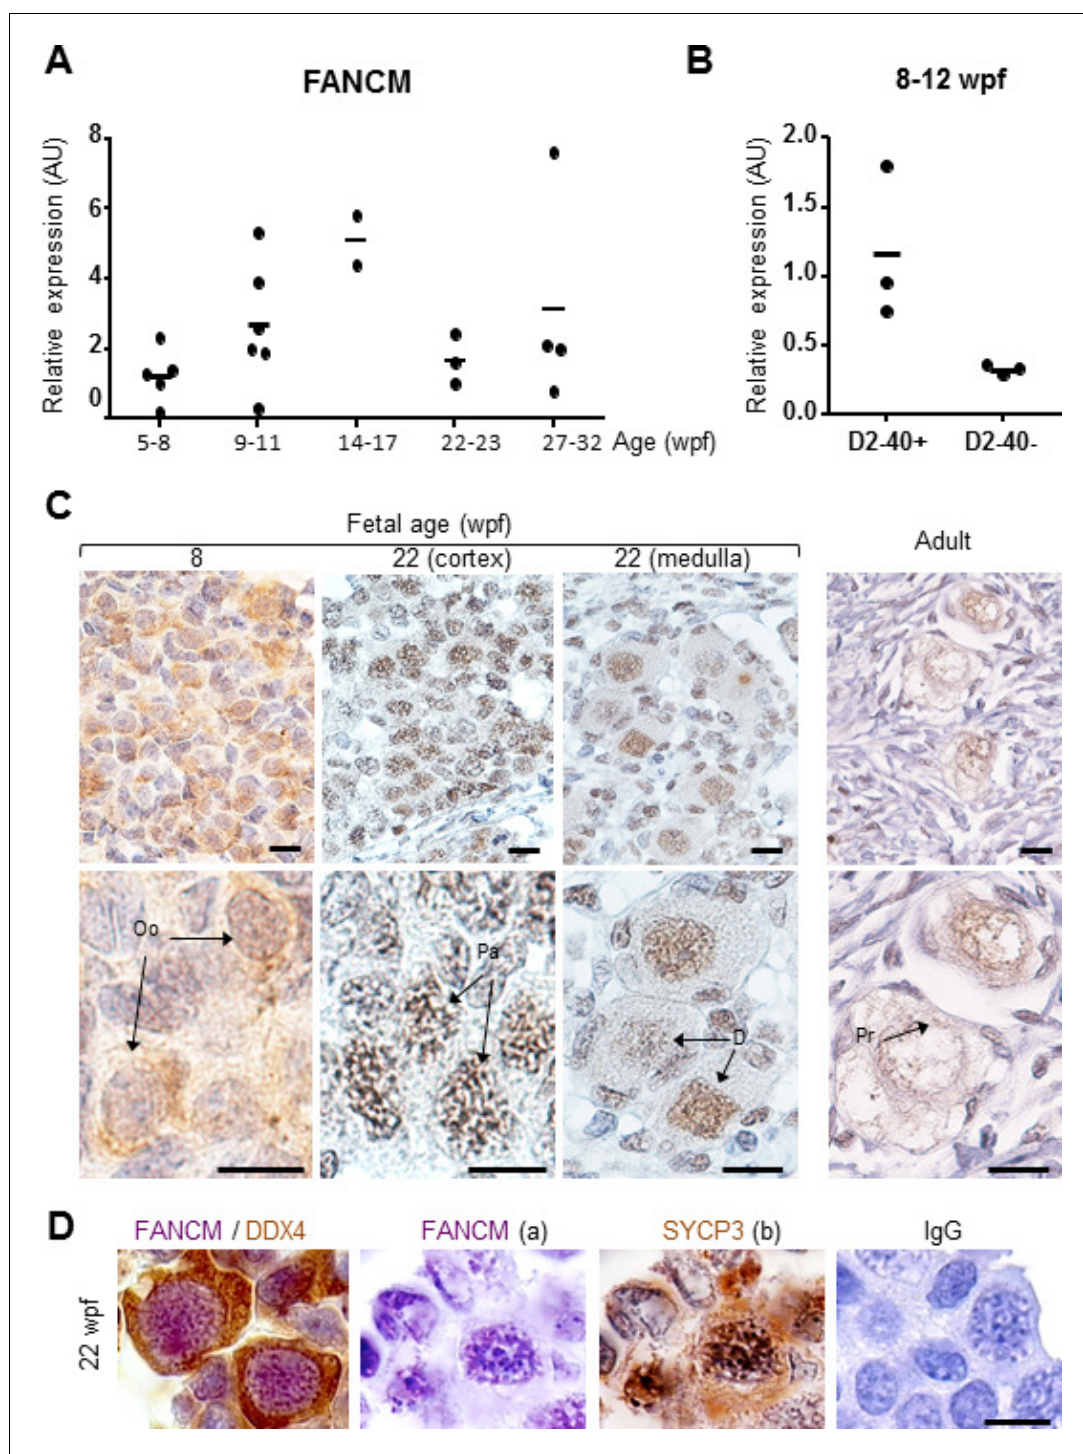 A
FANCM
Relative expression (AU)
8
6
4
2
0
5-8 9-11 14-17 22-23 27-32 Age (wpf)
B
8-12 wpf
Relative expression (AU)
2.0
1.5
1.0
0.5
0.0
D2-40+ D2-40-
C
Fetal age (wpf)
8 22 (cortex) 22 (medulla) Adult
Oo
Pa
D
Pr
D
FANCM / DDX4 FANCM (a) SYCP3 (b) IgG
22 wpf